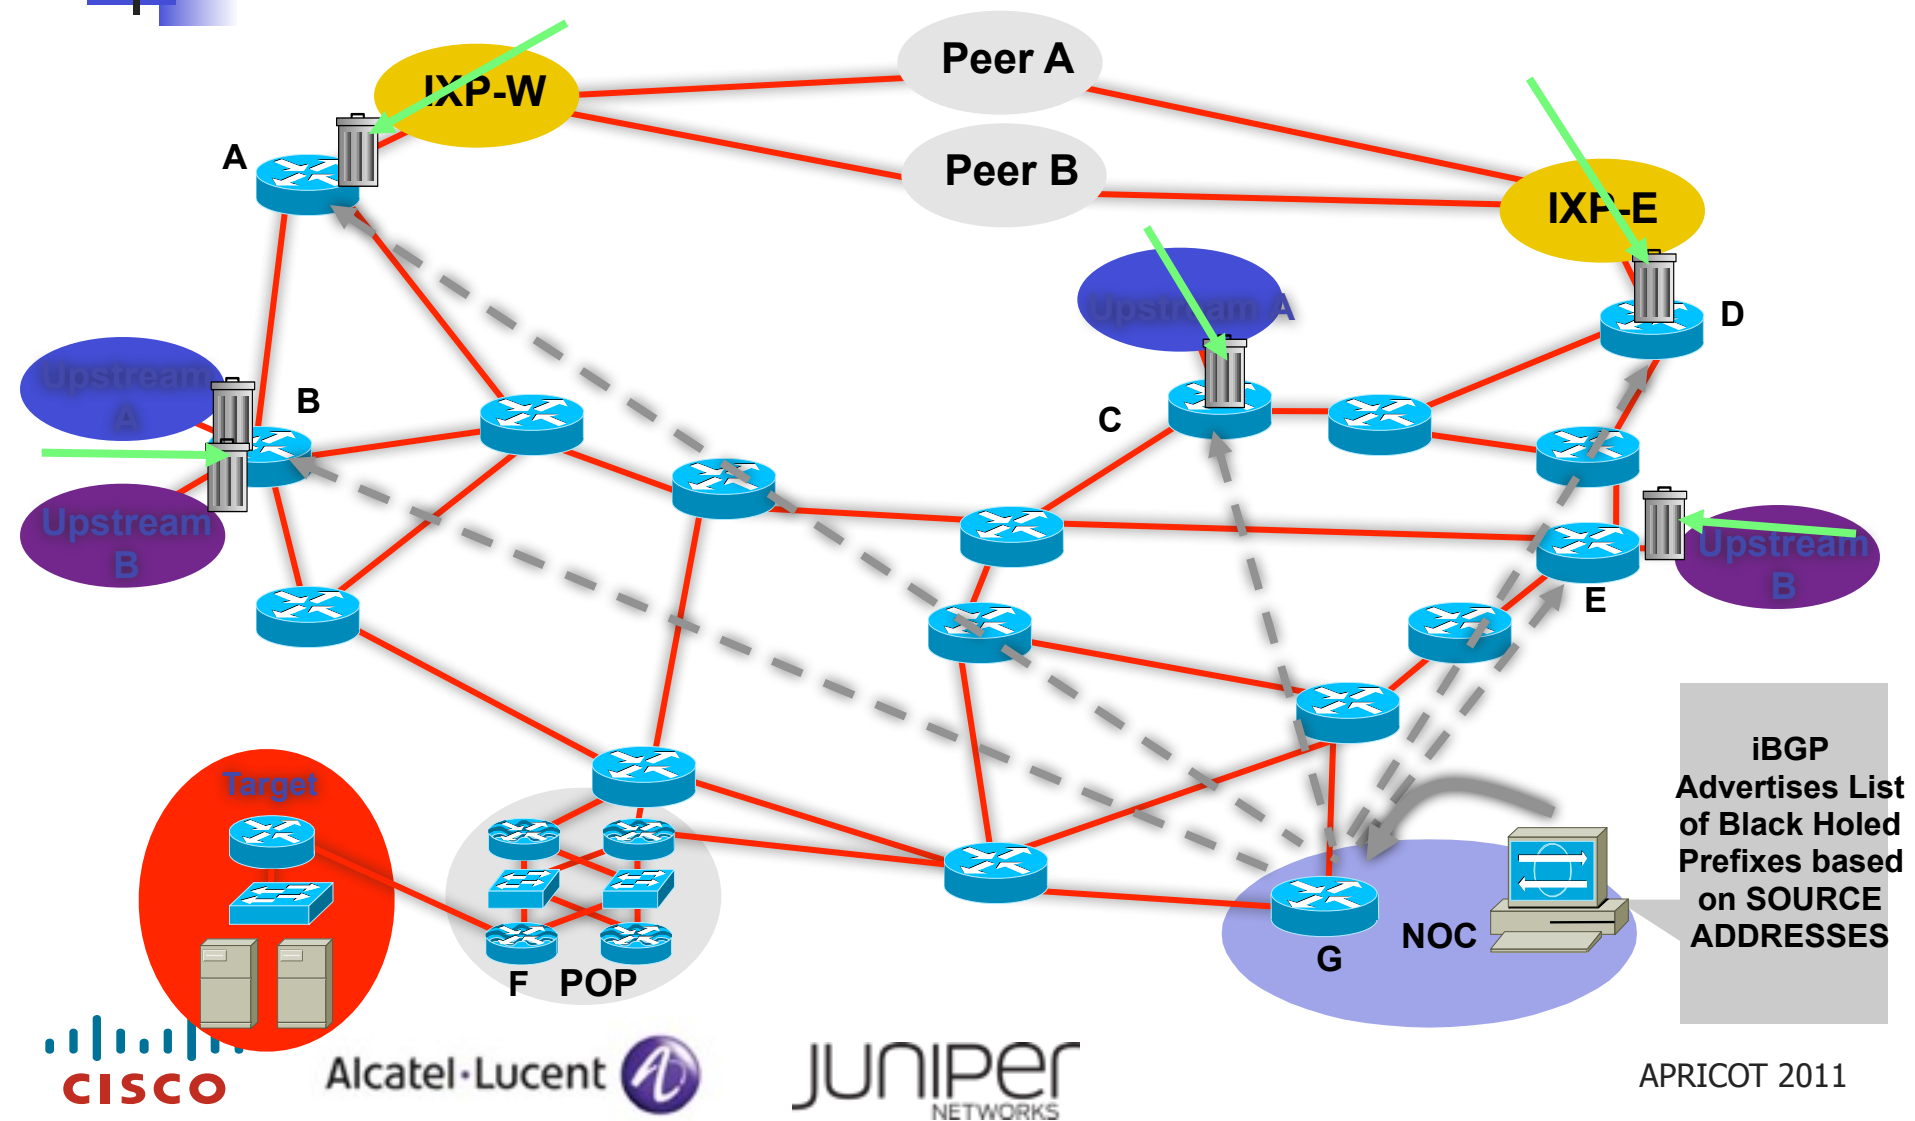 IXP-W
Peer A
A
Peer B
IXP-E
Upstream A
D
Upstream
A
B
C
Upstream
B
Upstream
B
E
iBGP
Advertises List
of Black Holed
Prefixes based
on SOURCE
ADDRESSES
Target
NOC
G
F
POP
CISCO
Alcatel·Lucent
JUNIPer
NETWORKS
APRICOT 2011